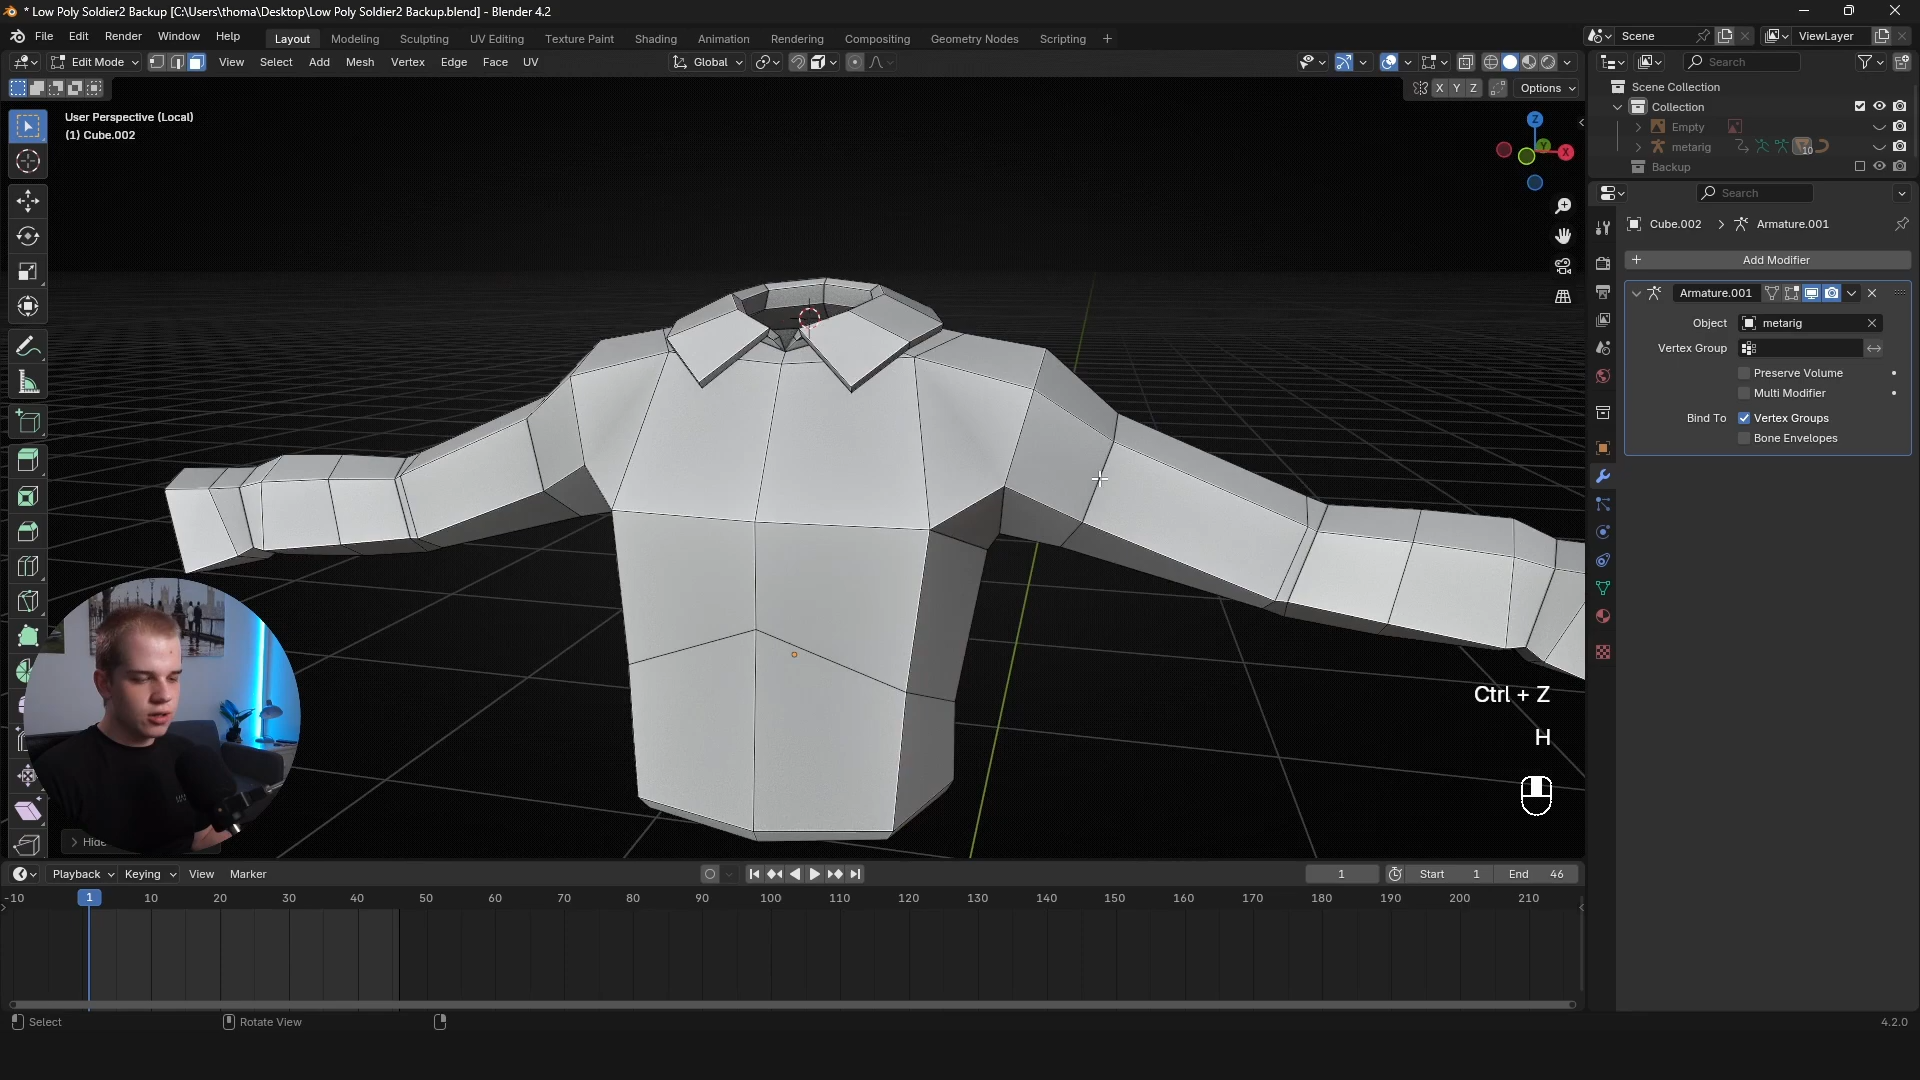 * Low Poly Soldier2 Backup [C:\Users\thoma\Desktop\Low Poly Soldier2 Backup.blend] - Blender 4.2
File Edit Render Window Help
Layout Modeling Sculpting UV Editing Texture Paint Shading Animation Rendering Compositing Geometry Nodes Scripting +
Scene ViewLayer
Edit Mode View Select Add Mesh Vertex Edge Face UV
Global
Search
X Y Z Options
User Perspective (Local)
(1) Cube.002
Z
Y
X
Scene Collection
Collection
Empty
metarig 10
Backup
Search
Cube.002 > Armature.001
+ Add Modifier
Armature.001
Object metarig
Vertex Group
Preserve Volume
Multi Modifier
Bind To Vertex Groups
Bone Envelopes
Ctrl + Z
H
Hide
Playback Keying View Marker
1 Start 1 End 46
-10 1 10 20 30 40 50 60 70 80 90 100 110 120 130 140 150 160 170 180 190 200 210
Select Rotate View
4.2.0